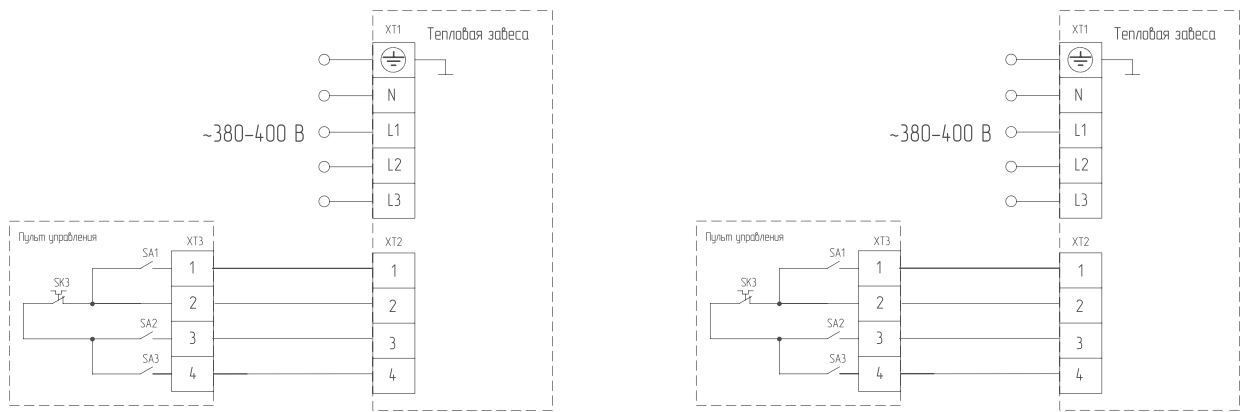 XT1
Тепловая завеса
N
~380-400 В
L1
L2
L3
Пульт управления
XT3
XT2
SA1
1
1
SK3
2
2
SA2
3
3
SA3
4
4
XT1
Тепловая завеса
N
~380-400 В
L1
L2
L3
Пульт управления
XT3
XT2
SA1
1
1
SK3
2
2
SA2
3
3
SA3
4
4